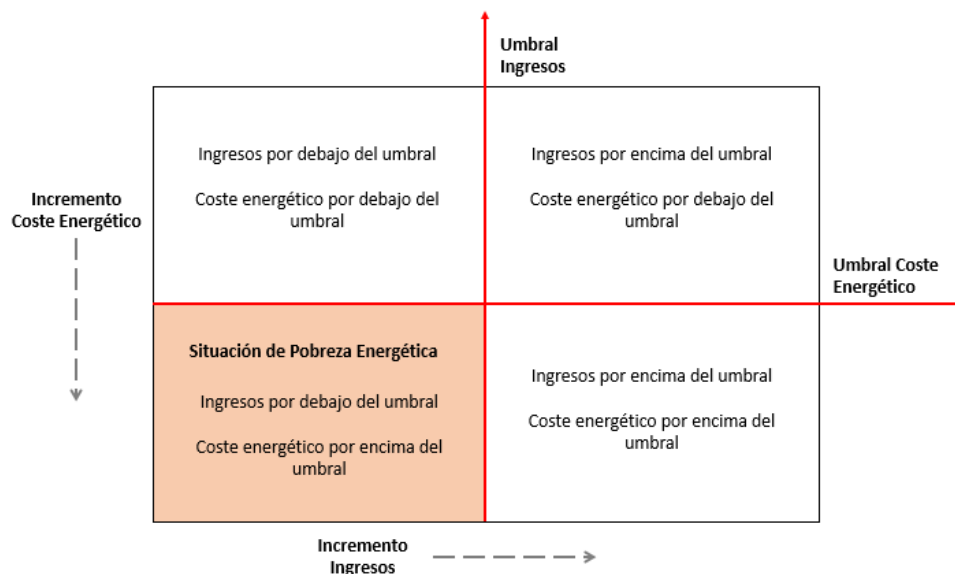 Umbral
Ingresos
Ingresos por debajo del umbral
Coste energético por debajo del
umbral
Ingresos por encima del umbral
Coste energético por debajo del
umbral
Incremento
Coste Energético
Umbral Coste
Energético
Situación de Pobreza Energética
Ingresos por debajo del umbral
Coste energético por encima del
umbral
Ingresos por encima del umbral
Coste energético por encima del
umbral
Incremento
Ingresos